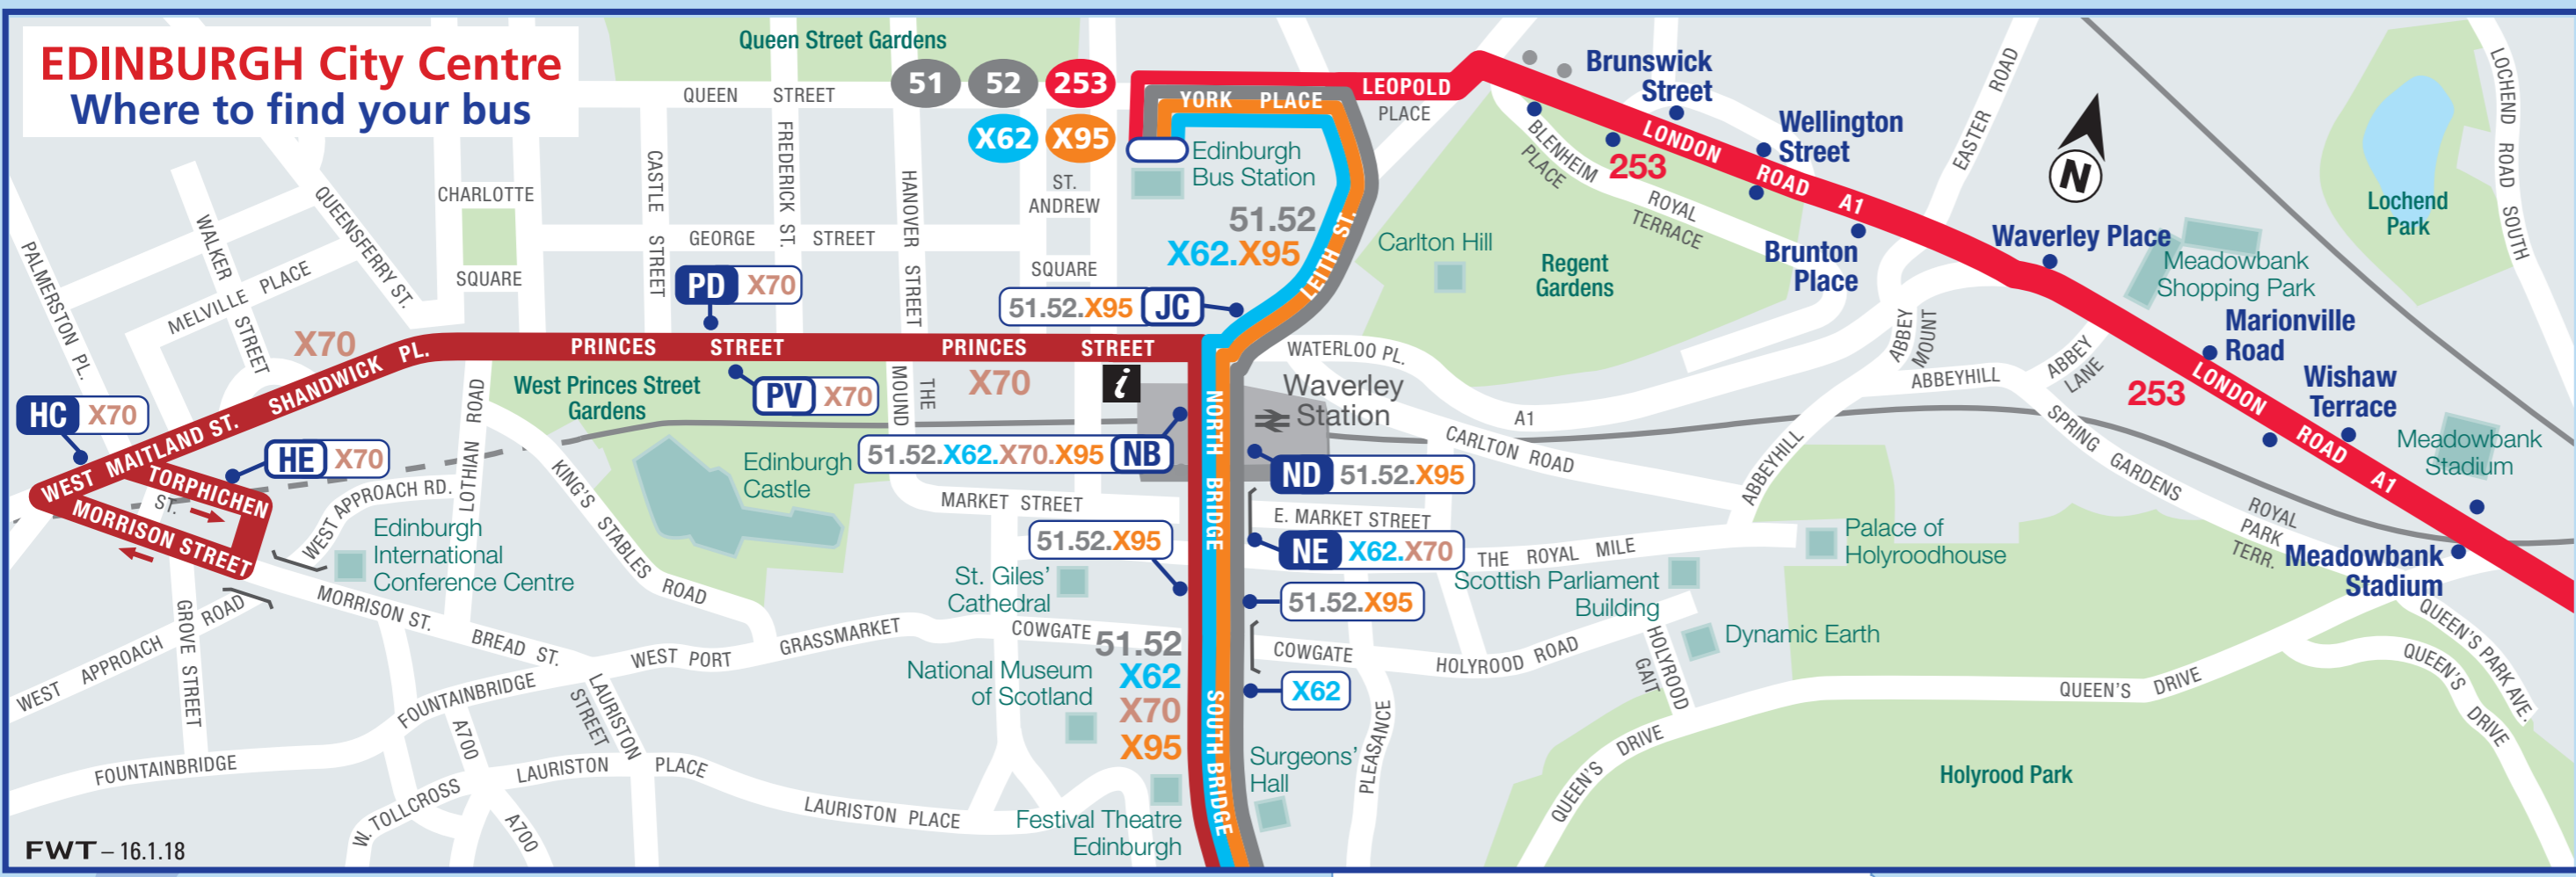 EDINBURGH City Centre
Where to find your bus
Queen Street Gardens
QUEEN STREET
51 52 253
X62 X95
YORK PLACE
LEOPOLD
PLACE
Edinburgh
Bus Station
Brunswick
Street
Wellington
Street
LONDON ROAD A1
253
BLENHEIM
PLACE
ROYAL
TERRACE
EASTER ROAD
N
LOCHEND ROAD SOUTH
Lochend
Park
CHARLOTTE
SQUARE
CASTLE STREET
FREDERICK ST.
HANOVER STREET
GEORGE STREET
ST.
ANDREW
SQUARE
QUEENSFERRY ST.
WALKER STREET
MELVILLE PLACE
PALMERSTON PL.
51.52
X62.X95
LEITH ST.
Carlton Hill
Regent
Gardens
Brunton
Place
Waverley Place
Meadowbank
Shopping Park
Marionville
Road
Wishaw
Terrace
Meadowbank
Stadium
253
LONDON ROAD A1
Meadowbank
Stadium
PD X70
51.52.X95 JC
X70
PRINCES STREET
PRINCES STREET
WATERLOO PL.
West Princes Street
Gardens
PV X70
X70
i
THE
MOUND
Waverley
Station
A1
CARLTON ROAD
ABBEY
MOUNT
ABBEYHILL
ABBEY
LANE
ABBEYHILL
SPRING GARDENS
ROYAL
PARK
TERR.
HC X70
WEST MAITLAND ST.
SHANDWICK PL.
HE X70
TORPHICHEN
ST.
MORRISON STREET
WEST APPROACH RD.
LOTHIAN ROAD
KING'S STABLES ROAD
Edinburgh
Castle
51.52.X62.X70.X95 NB
NORTH BRIDGE
ND 51.52.X95
MARKET STREET
E. MARKET STREET
51.52.X95
NE X62.X70
THE ROYAL MILE
Palace of
Holyroodhouse
Edinburgh
International
Conference Centre
St. Giles'
Cathedral
51.52.X95
Scottish Parliament
Building
Dynamic Earth
WEST APPROACH ROAD
GROVE STREET
MORRISON ST.
BREAD ST.
WEST PORT
GRASSMARKET
COWGATE
COWGATE
HOLYROOD ROAD
HOLYROOD
GAIT
51.52
X62
X70
X95
X62
National Museum
of Scotland
SOUTH BRIDGE
Surgeons'
Hall
PLEASANCE
QUEEN'S DRIVE
QUEEN'S DRIVE
QUEEN'S PARK AVE.
QUEEN'S DRIVE
Holyrood Park
FOUNTAINBRIDGE
FOUNTAINBRIDGE
A700
LAURISTON
STREET
LAURISTON PLACE
LAURISTON PLACE
W. TOLLCROSS
A700
Festival Theatre
Edinburgh
FWT – 16.1.18